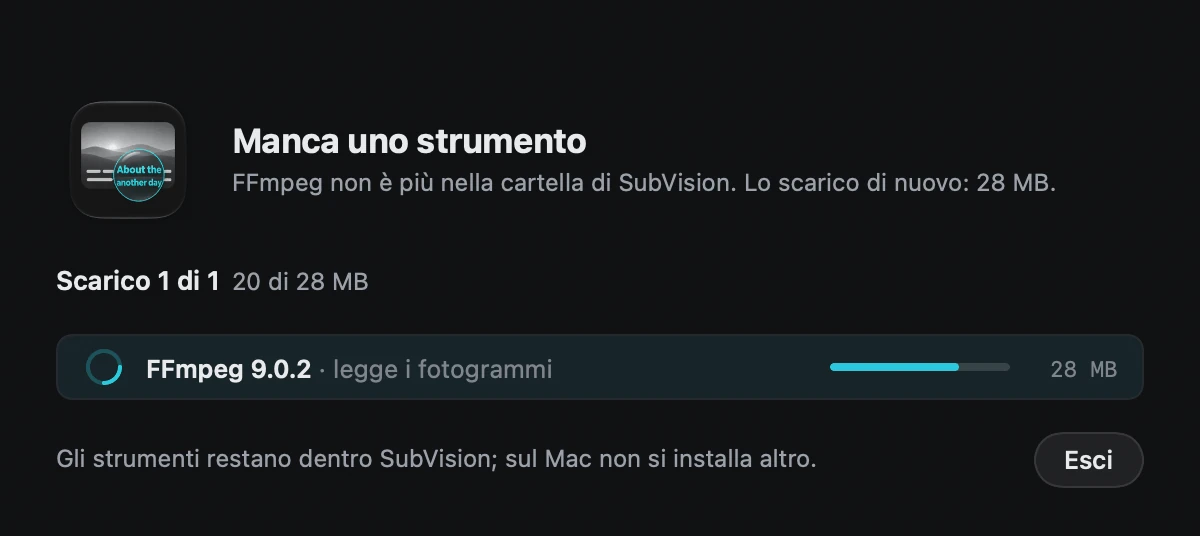 About the
another day
Manca uno strumento
FFmpeg non è più nella cartella di SubVision. Lo scarico di nuovo: 28 MB.
Scarico 1 di 1 20 di 28 MB
FFmpeg 9.0.2 · legge i fotogrammi 28 MB
Gli strumenti restano dentro SubVision; sul Mac non si installa altro.
Esci